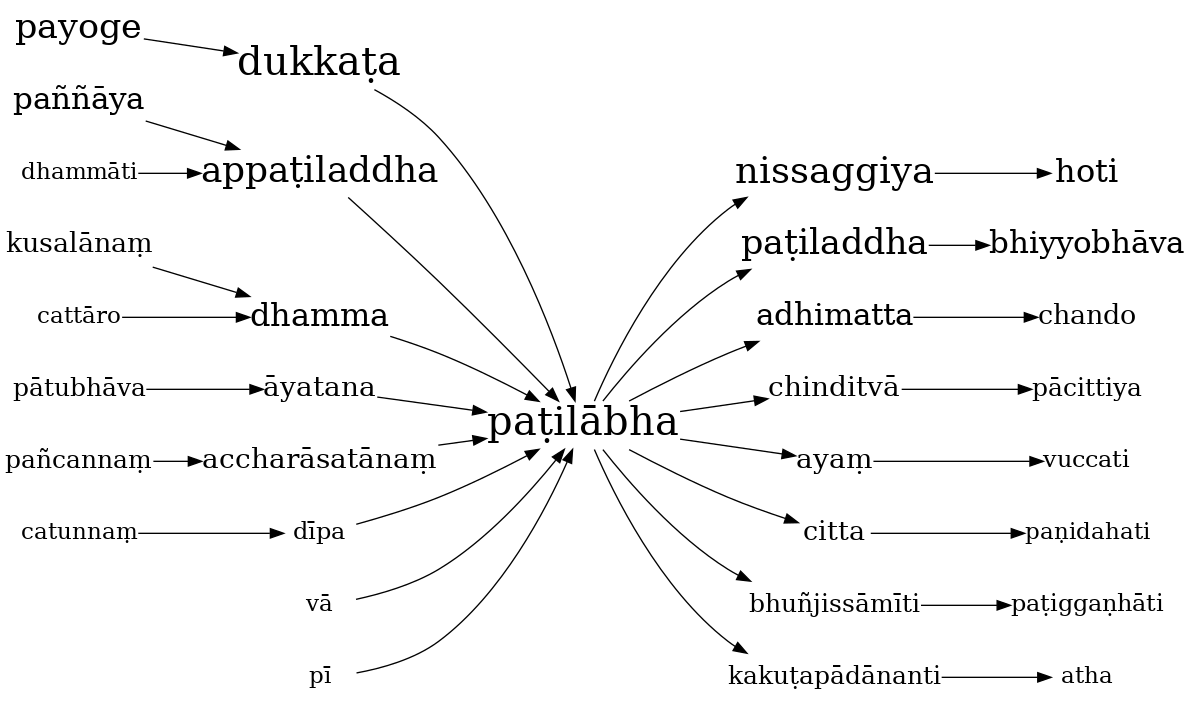 payoge
dukkaṭa
paññāya
dhammāti
appaṭiladdha
nissaggiya
hoti
kusalānaṃ
paṭiladdha
bhiyyobhāva
cattāro
dhamma
adhimatta
chando
pātubhāva
āyatana
chinditvā
pācittiya
paṭilābha
pañcannaṃ
accharāsatānaṃ
ayaṃ
vuccati
catunnaṃ
dīpa
citta
paṇidahati
vā
bhuñjissāmīti
paṭiggaṇhāti
pī
kakuṭapādānanti
atha